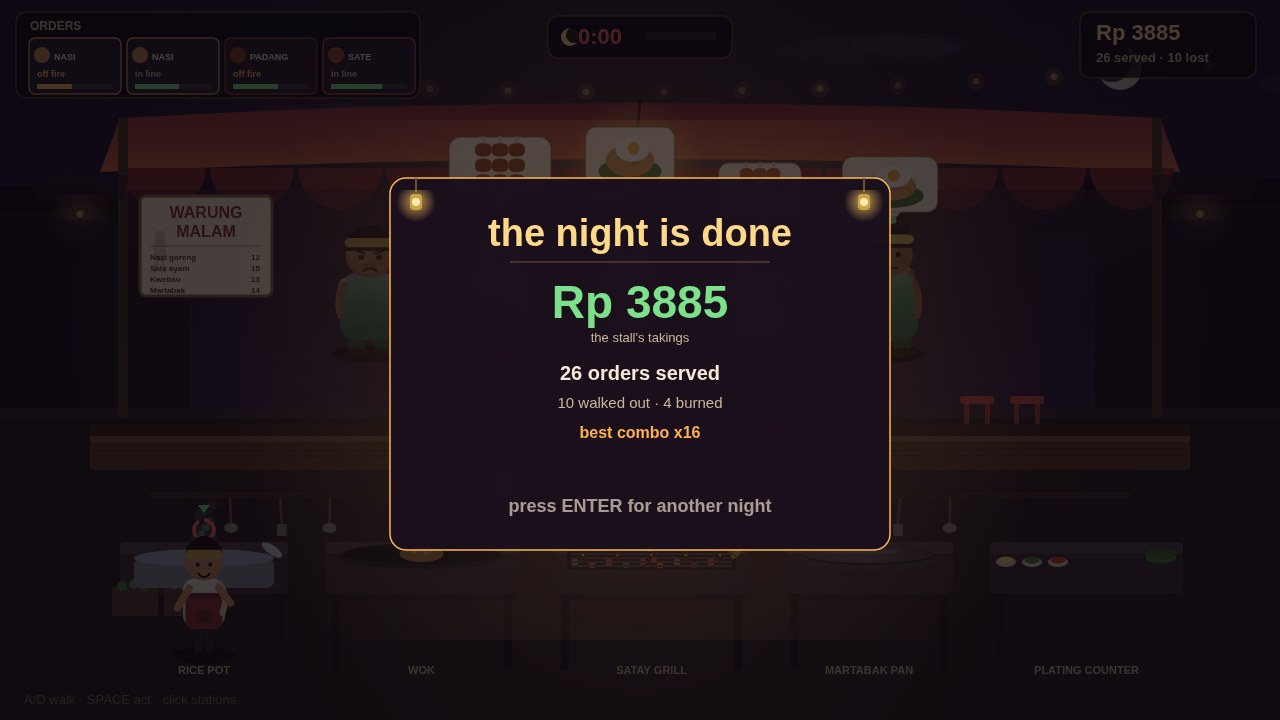 ORDERS
NASI
off fire
NASI
in line
PADANG
off fire
SATE
in line
0:00
Rp 3885
26 served · 10 lost
WARUNG
MALAM
Nasi goreng 12
Sate ayam 15
Kwetiau 13
Martabak 14
the night is done
Rp 3885
the stall's takings
26 orders served
10 walked out · 4 burned
best combo x16
press ENTER for another night
RICE POT
WOK
SATAY GRILL
MARTABAK PAN
PLATING COUNTER
A/D walk · SPACE act · click stations